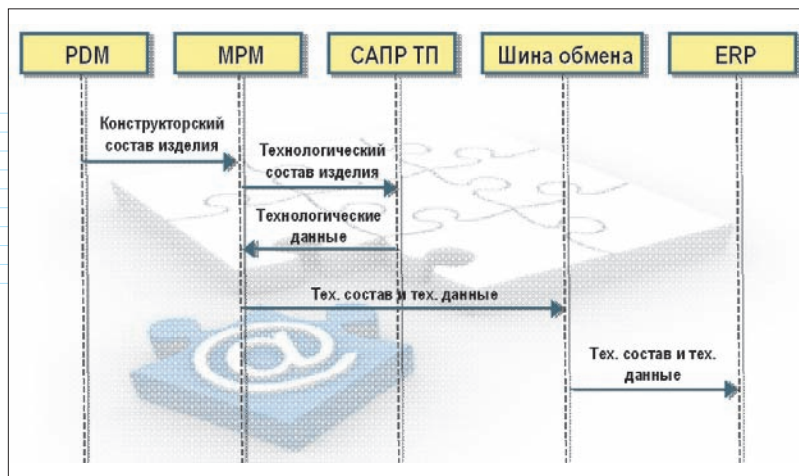 PDM
MPM
САПР ТП
Шина обмена
ERP
Конструкторский
состав изделия
Технологический
состав изделия
Технологические
данные
Тех. состав и тех. данные
Тех. состав и тех.
данные
@